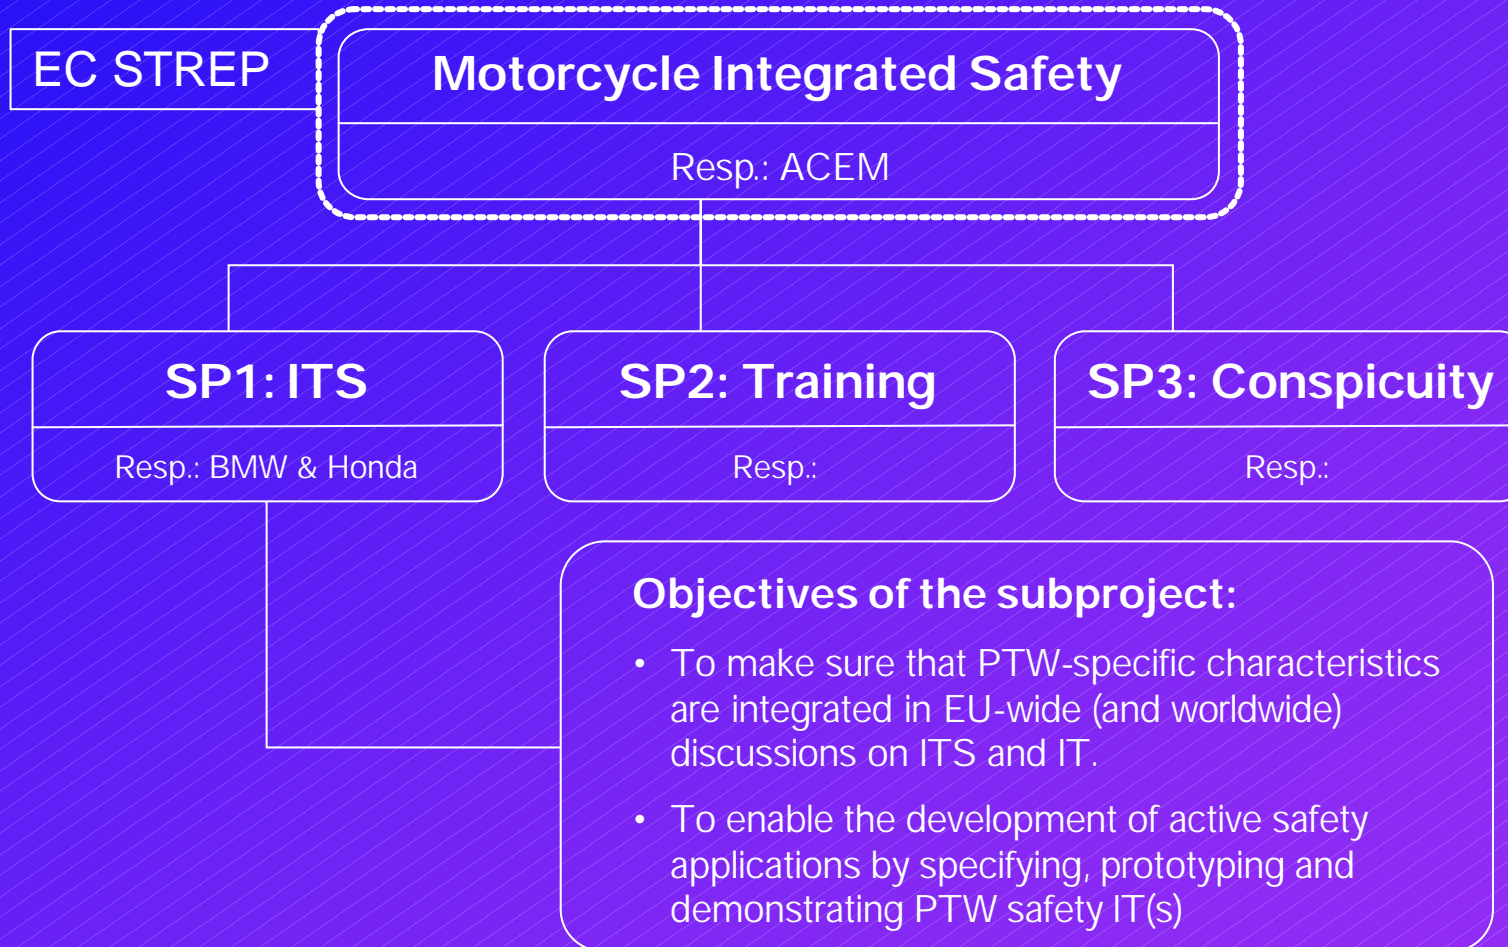 EC STREP
Motorcycle Integrated Safety
Resp.: ACEM
SP1: ITS
Resp.: BMW & Honda
SP2: Training
Resp.:
SP3: Conspicuity
Resp.:
Objectives of the subproject:
• To make sure that PTW-specific characteristics
are integrated in EU-wide (and worldwide)
discussions on ITS and IT.
• To enable the development of active safety
applications by specifying, prototyping and
demonstrating PTW safety IT(s)